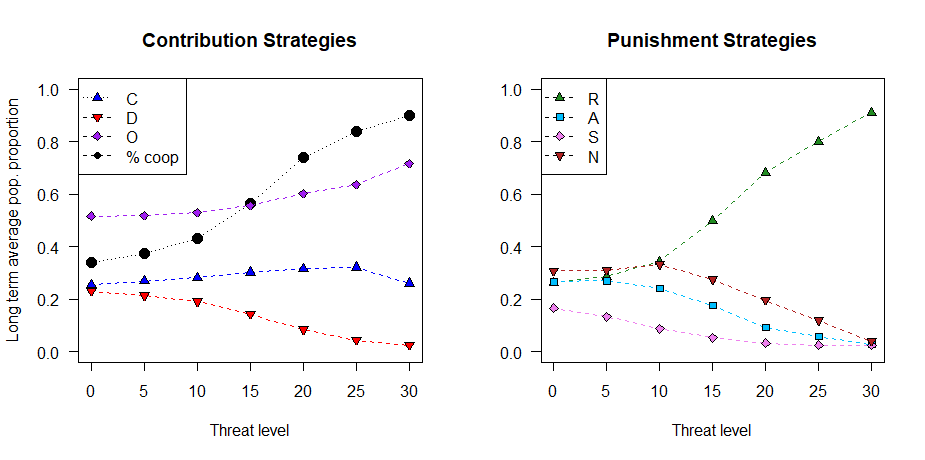 Contribution Strategies
Long term average pop. proportion
1.0
0.8
0.6
0.4
0.2
0.0
C
D
O
% coop
0 5 10 15 20 25 30
Threat level
Punishment Strategies
1.0
0.8
0.6
0.4
0.2
0.0
R
A
S
N
0 5 10 15 20 25 30
Threat level